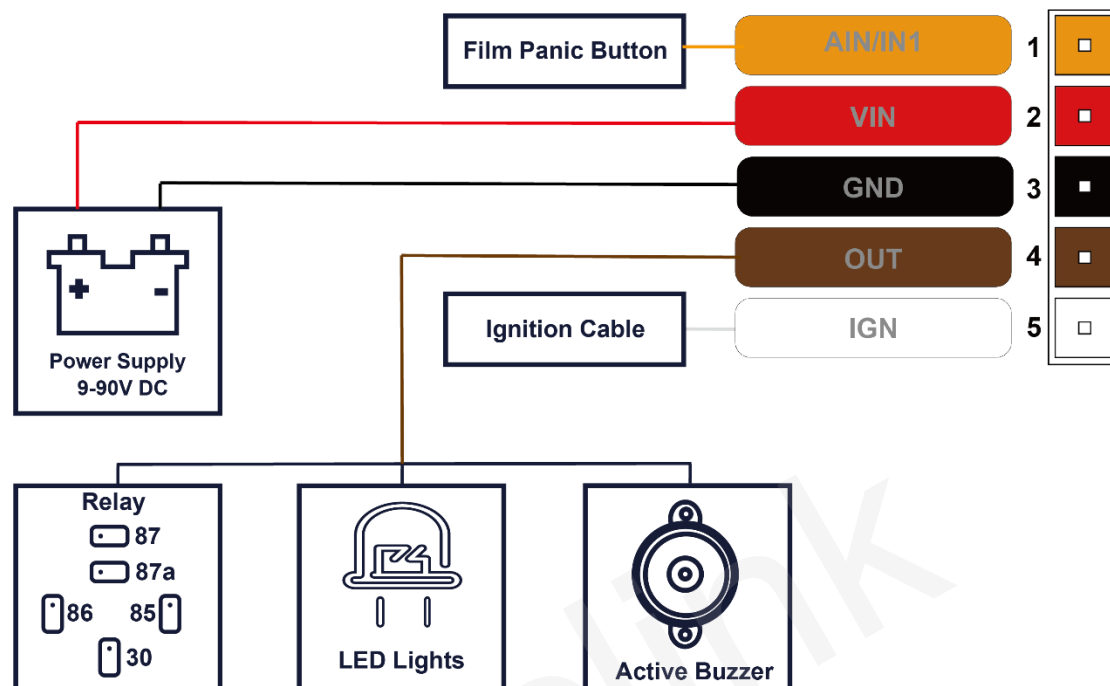 Film Panic Button
AIN/IN1
1
VIN
2
GND
3
OUT
4
Ignition Cable
IGN
5
+ -
Power Supply
9-90V DC
Relay
87
87a
86 85
30
LED Lights
Active Buzzer